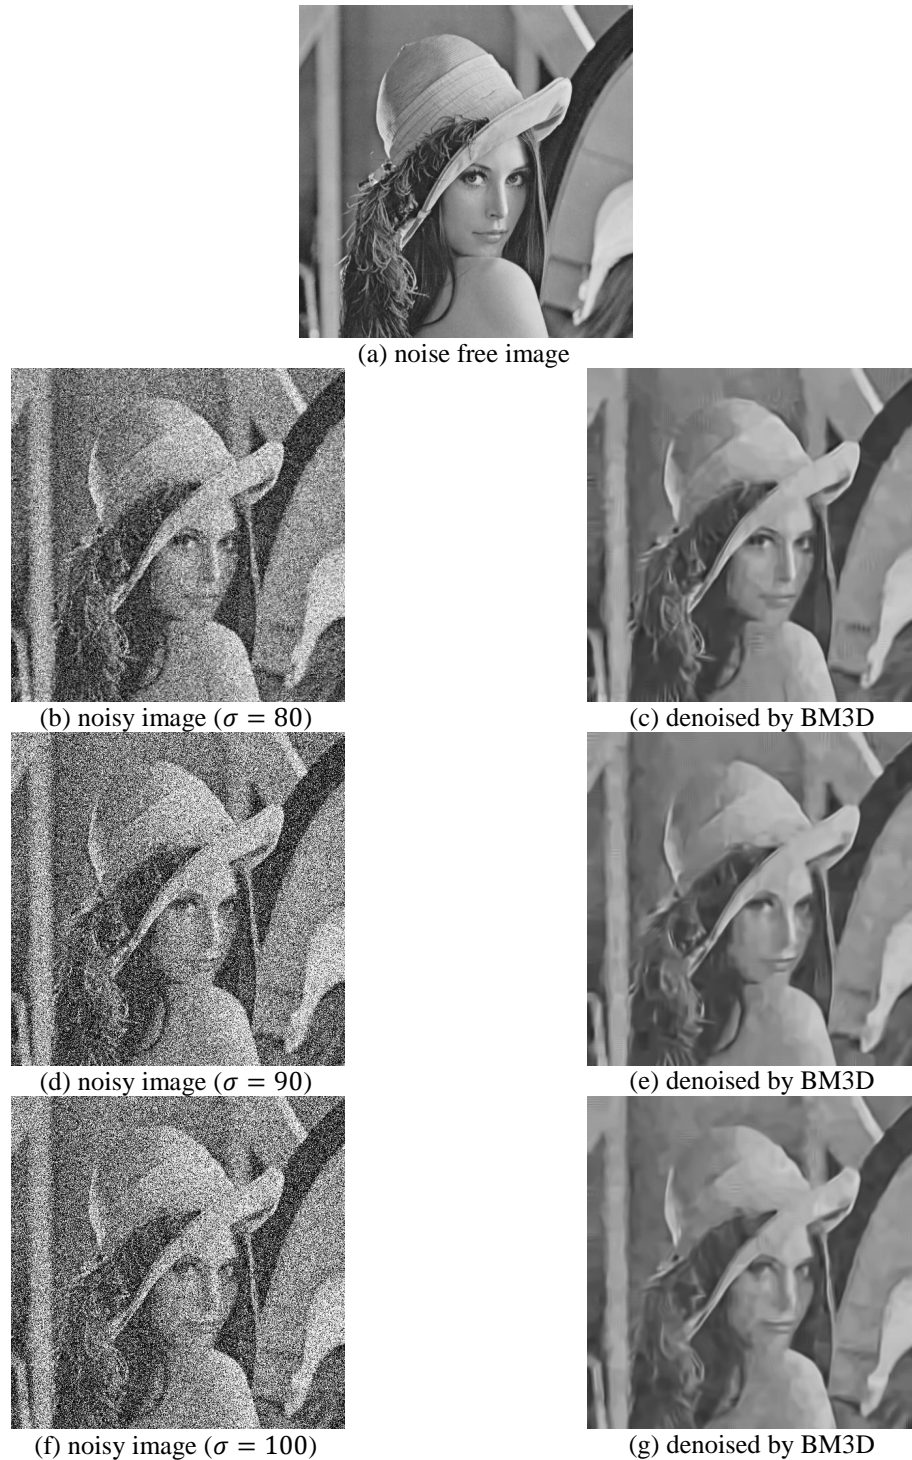 (a) noise free image
(b) noisy image (𝜎 = 80)
(c) denoised by BM3D
(d) noisy image (𝜎 = 90)
(e) denoised by BM3D
(f) noisy image (𝜎 = 100)
(g) denoised by BM3D